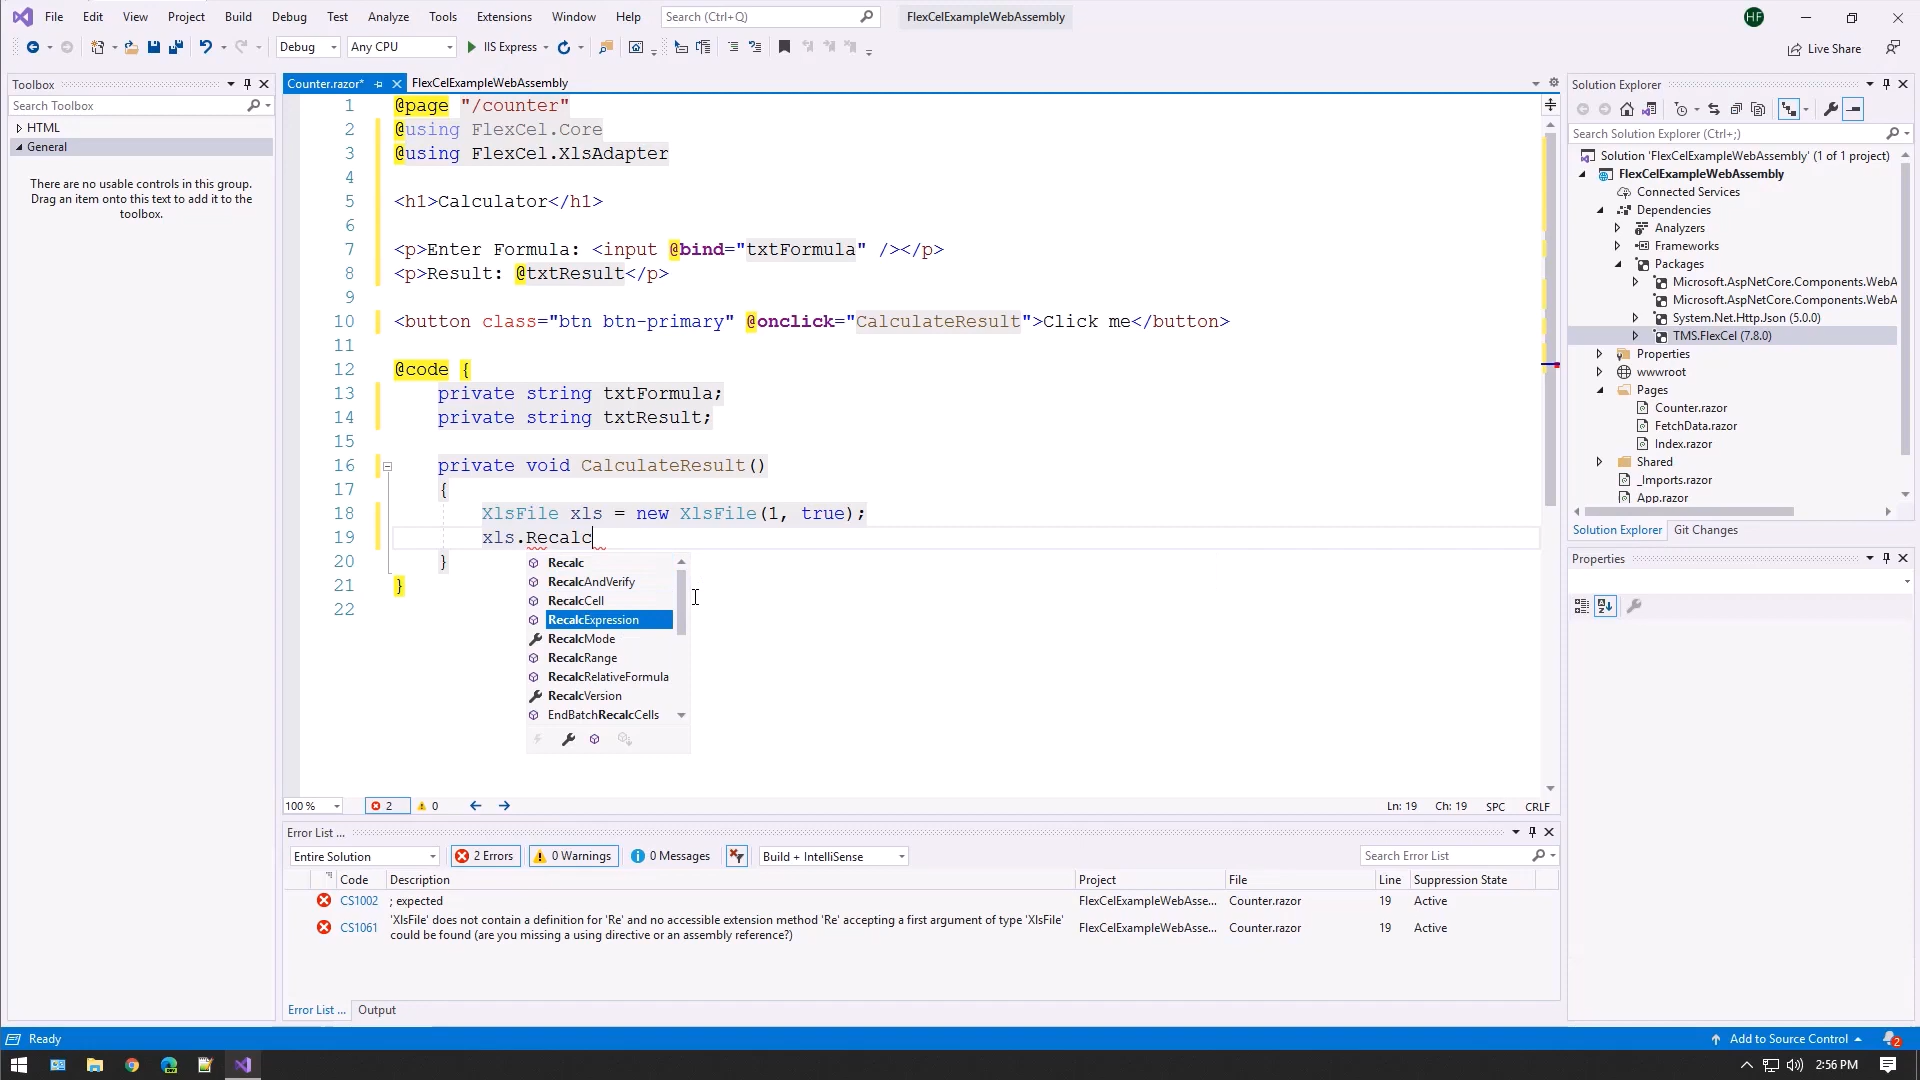 File Edit View Project Build Debug Test Analyze Tools Extensions Window Help Search (Ctrl+Q) FlexCelExampleWebAssembly HF
Debug Any CPU IIS Express Live Share
Toolbox
Search Toolbox
HTML
General
There are no usable controls in this group.
Drag an item onto this text to add it to the
toolbox.
Counter.razor* FlexCelExampleWebAssembly
1 @page "/counter"
2 @using FlexCel.Core
3 @using FlexCel.XlsAdapter
4
5 <h1>Calculator</h1>
6
7 <p>Enter Formula: <input @bind="txtFormula" /></p>
8 <p>Result: @txtResult</p>
9
10 <button class="btn btn-primary" @onclick="CalculateResult">Click me</button>
11
12 @code {
13 private string txtFormula;
14 private string txtResult;
15
16 private void CalculateResult()
17 {
18 XlsFile xls = new XlsFile(1, true);
19 xls.Recalc
20 }
21 }
22
Recalc
RecalcAndVerify
RecalcCell
RecalcExpression
RecalcMode
RecalcRange
RecalcRelativeFormula
RecalcVersion
EndBatchRecalcCells
100 % 2 0 Ln: 19 Ch: 19 SPC CRLF
Error List ...
Entire Solution 2 Errors 0 Warnings 0 Messages Build + IntelliSense Search Error List
Code Description Project File Line Suppression State
CS1002 ; expected FlexCelExampleWebAsse... Counter.razor 19 Active
CS1061 'XlsFile' does not contain a definition for 'Re' and no accessible extension method 'Re' accepting a first argument of type 'XlsFile'
could be found (are you missing a using directive or an assembly reference?) FlexCelExampleWebAsse... Counter.razor 19 Active
Error List ... Output
Solution Explorer
Search Solution Explorer (Ctrl+;)
Solution 'FlexCelExampleWebAssembly' (1 of 1 project)
FlexCelExampleWebAssembly
Connected Services
Dependencies
Analyzers
Frameworks
Packages
Microsoft.AspNetCore.Components.WebA
Microsoft.AspNetCore.Components.WebA
System.Net.Http.Json (5.0.0)
TMS.FlexCel (7.8.0)
Properties
wwwroot
Pages
Counter.razor
FetchData.razor
Index.razor
Shared
_Imports.razor
App.razor
Solution Explorer Git Changes
Properties
Ready Add to Source Control 2
2:56 PM